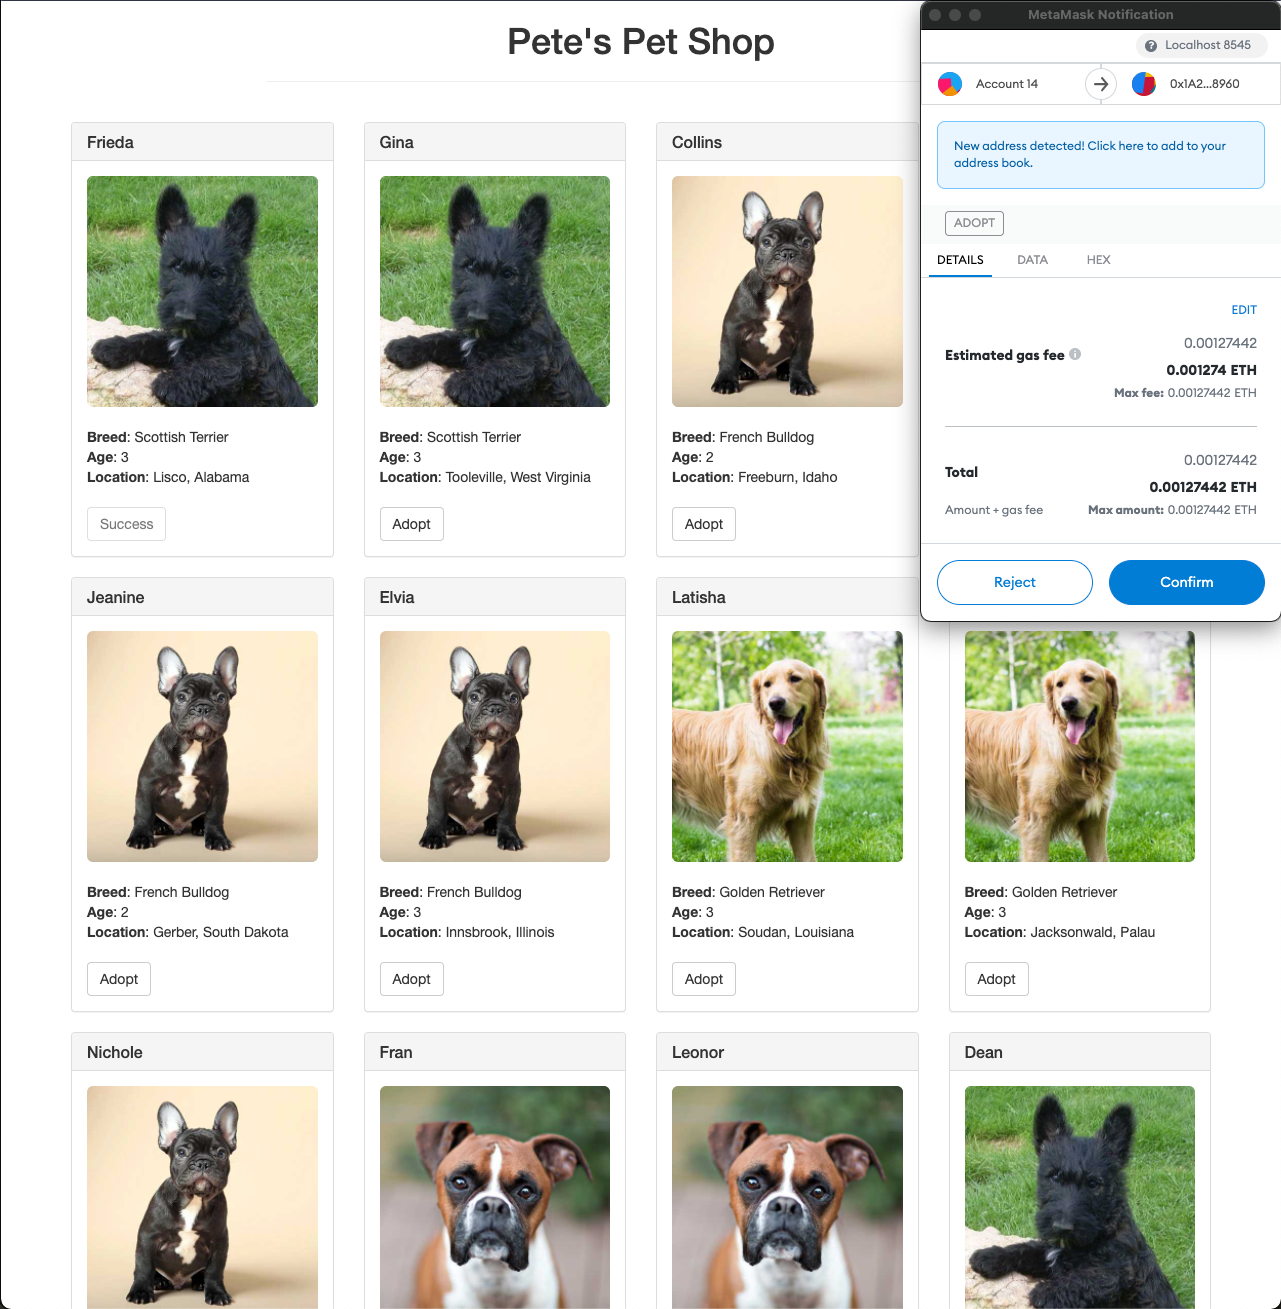 Pete's Pet Shop
MetaMask Notification
Localhost 8545
Account 14
0x1A2...8960
New address detected! Click here to add to your
address book.
ADOPT
DETAILS DATA HEX
EDIT
0.00127442
Estimated gas fee
0.001274 ETH
Max fee: 0.00127442 ETH
0.00127442
Total
0.00127442 ETH
Amount + gas fee Max amount: 0.00127442 ETH
Reject Confirm
Frieda
Breed: Scottish Terrier
Age: 3
Location: Lisco, Alabama
Success
Gina
Breed: Scottish Terrier
Age: 3
Location: Tooleville, West Virginia
Adopt
Collins
Breed: French Bulldog
Age: 2
Location: Freeburn, Idaho
Adopt
Jeanine
Breed: French Bulldog
Age: 2
Location: Gerber, South Dakota
Adopt
Elvia
Breed: French Bulldog
Age: 3
Location: Innsbrook, Illinois
Adopt
Latisha
Breed: Golden Retriever
Age: 3
Location: Soudan, Louisiana
Adopt
Breed: Golden Retriever
Age: 3
Location: Jacksonwald, Palau
Adopt
Nichole
Fran
Leonor
Dean